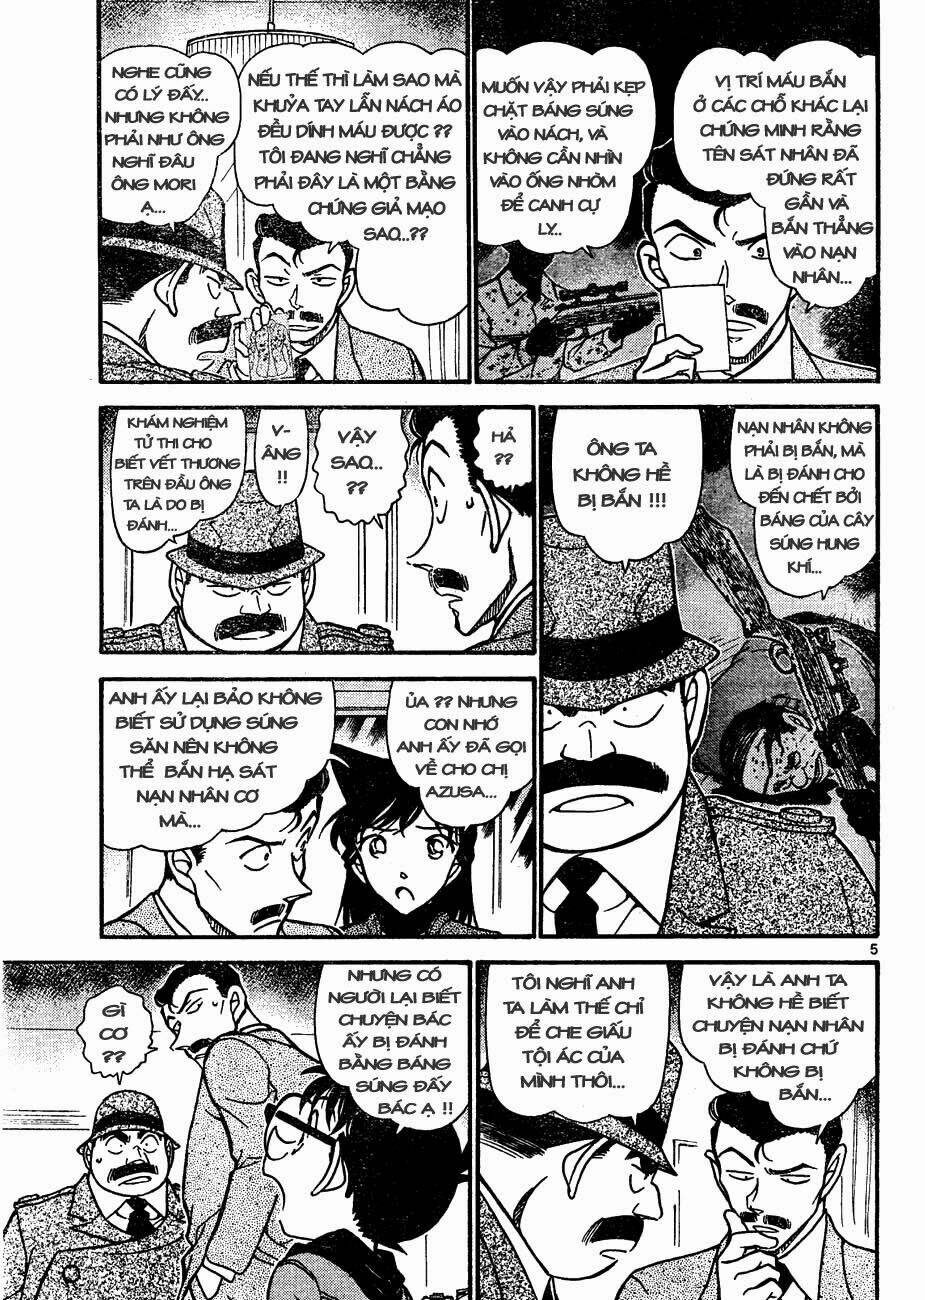 VỊ TRÍ MÁU BẮN
Ở CÁC CHỖ KHÁC LẠI
CHỨNG MINH RẰNG
TÊN SÁT NHÂN ĐÃ
ĐỨNG RẤT
GẦN VÀ
BẮN THẲNG
VÀO NẠN
NHÂN...
MUỐN VẬY PHẢI KẸP
CHẶT BÁNG SÚNG
VÀO NÁCH, VÀ
KHÔNG CẦN NHÌN
VÀO ỐNG NHÒM
ĐỂ CANH CỰ
LY...
NẾU THẾ THÌ LÀM SAO MÀ
KHUỶA TAY LẪN NÁCH ÁO
ĐỀU DÍNH MÁU ĐƯỢC ??
TÔI ĐANG NGHĨ CHẲNG
PHẢI ĐÂY LÀ MỘT BẰNG
CHỨNG GIẢ MẠO
SAO...??
NGHE CŨNG
CÓ LÝ ĐẤY...
NHƯNG KHÔNG
PHẢI NHƯ ÔNG
NGHĨ ĐÂU
ÔNG MORI
Ạ...
NẠN NHÂN KHÔNG
PHẢI BỊ BẮN, MÀ
LÀ BỊ ĐÁNH CHO
ĐẾN CHẾT BỞI
BÁNG CỦA CÂY
SÚNG HUNG
KHÍ...
ÔNG TA
KHÔNG HỀ
BỊ BẮN !!!
HẢ
??
VẬY
SAO...
??
V-
ÂNG
!!
KHÁM NGHIỆM
TỬ THI CHO
BIẾT VẾT THƯƠNG
TRÊN ĐẦU ÔNG
TA LÀ DO BỊ
ĐÁNH...
ỦA ?? NHƯNG
CON NHỚ
ANH ẤY ĐÃ GỌI
VỀ CHO CHỊ
AZUSA...
ANH ẤY LẠI BẢO KHÔNG
BIẾT SỬ DỤNG SÚNG
SĂN NÊN KHÔNG
THỂ BẮN HẠ SÁT
NẠN NHÂN CƠ
MÀ...
5
VẬY LÀ ANH TA
KHÔNG HỀ BIẾT
CHUYỆN NẠN NHÂN
BỊ ĐÁNH CHỨ
KHÔNG BỊ
BẮN...
TÔI NGHĨ ANH
TA LÀM THẾ CHỈ
ĐỂ CHE GIẤU
TỘI ÁC CỦA
MÌNH THÔI...
NHƯNG CÓ
NGƯỜI LẠI BIẾT
CHUYỆN BÁC
ẤY BỊ ĐÁNH
BẰNG BÁNG
SÚNG ĐẤY
BÁC Ạ !!
GÌ
CƠ
??